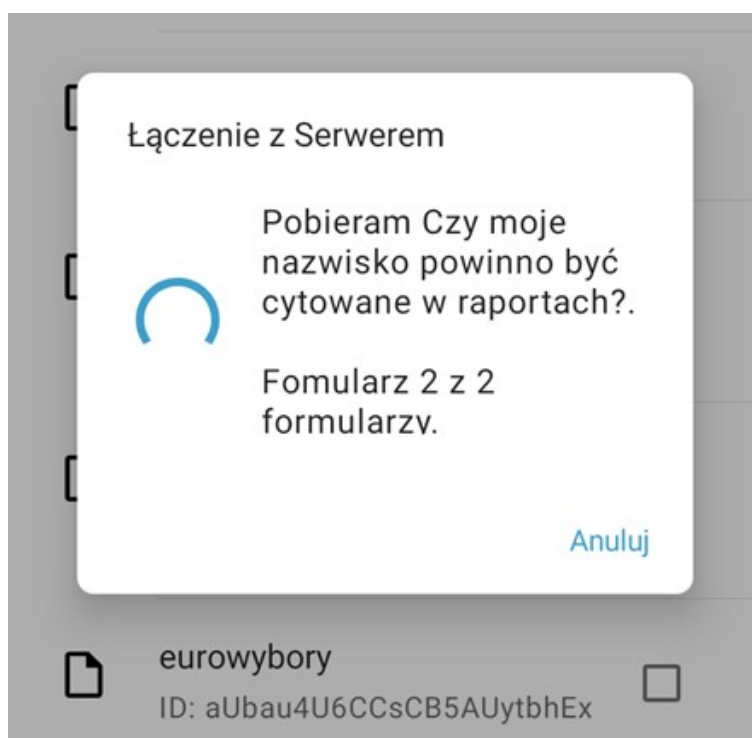 Łączenie z Serwerem
Pobieram Czy moje
nazwisko powinno być
cytowane w raportach?.
Fomularz 2 z 2
formularzy.
Anuluj
eurowybory
ID: aUbau4U6CCsCB5AUytbhEx